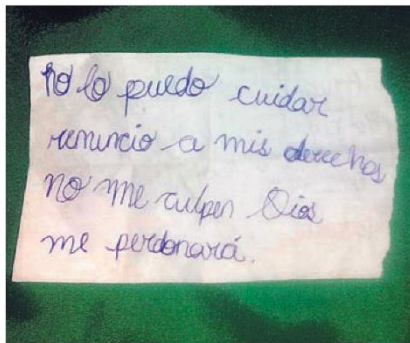 no lo puedo cuidar
renuncio a mis derechos
no me culpen Dios
me perdonará.